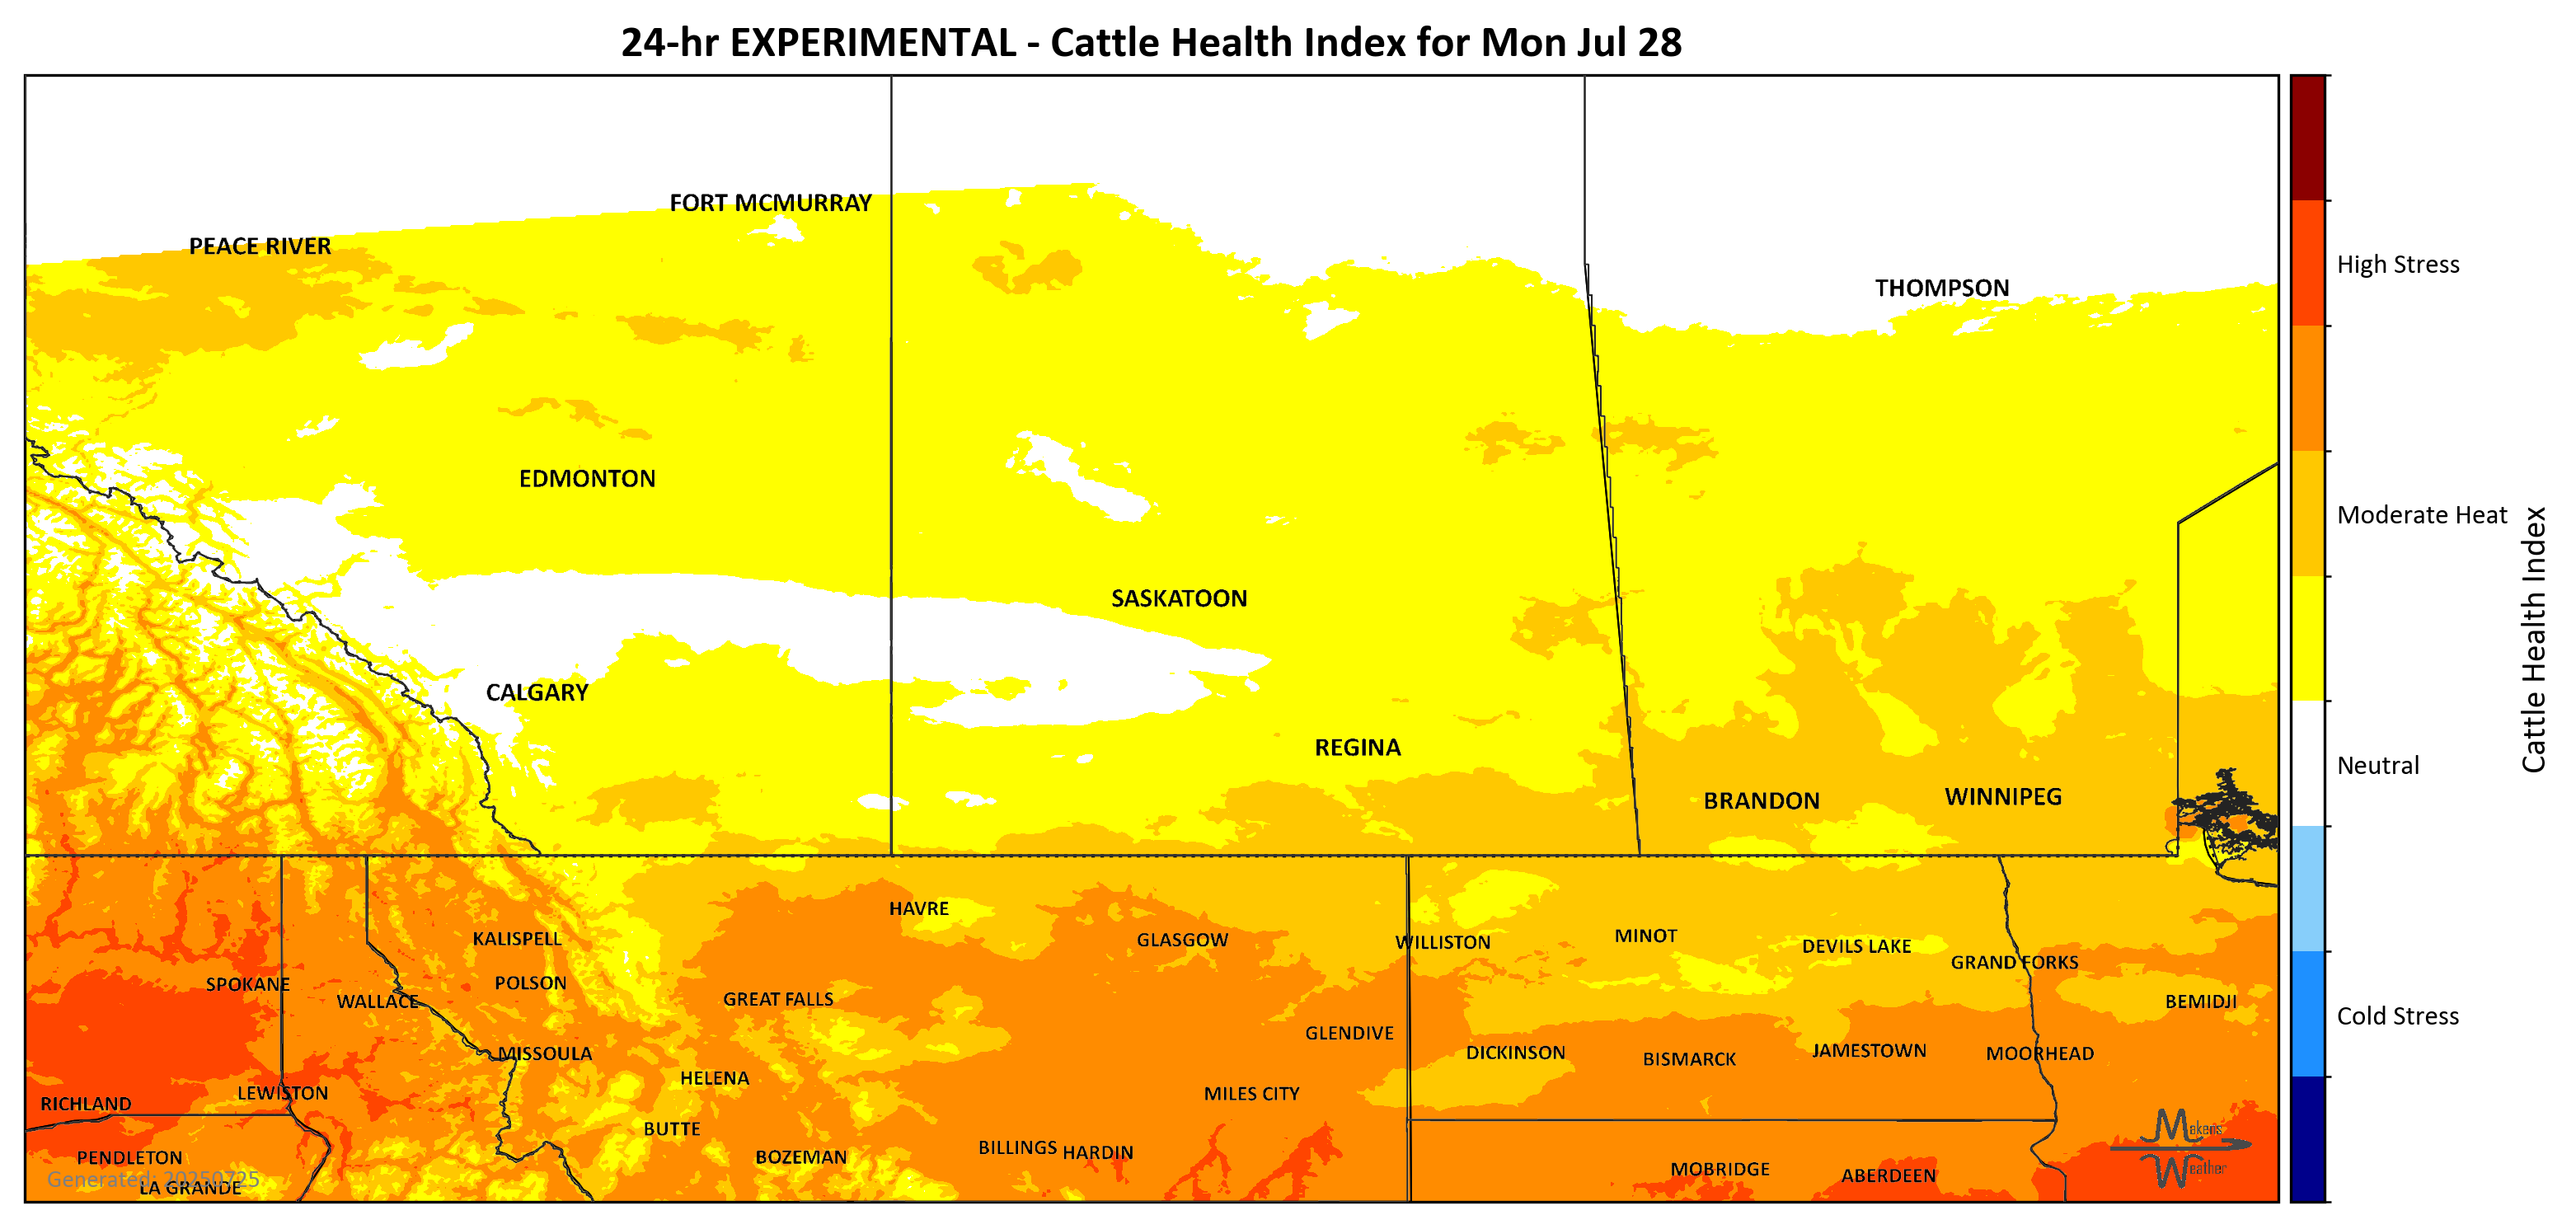 24-hr EXPERIMENTAL - Cattle Health Index for Mon Jul 28
FORT MCMURRAY
PEACE RIVER
THOMPSON
High Stress
EDMONTON
Moderate Heat
SASKATOON
Cattle Health Index
CALGARY
REGINA
Neutral
BRANDON
WINNIPEG
HAVRE
KALISPELL
GLASGOW
WILLISTON
MINOT
DEVILS LAKE
GRAND FORKS
SPOKANE
POLSON
WALLACE
GREAT FALLS
BEMIDJI
Cold Stress
GLENDIVE
MISSOULA
DICKINSON
BISMARCK
JAMESTOWN
MOORHEAD
HELENA
LEWISTON
MILES CITY
RICHLAND
BUTTE
Makens
Weather
BILLINGS
HARDIN
PENDLETON
BOZEMAN
MOBRIDGE
ABERDEEN
Generated: 20250725
LA GRANDE